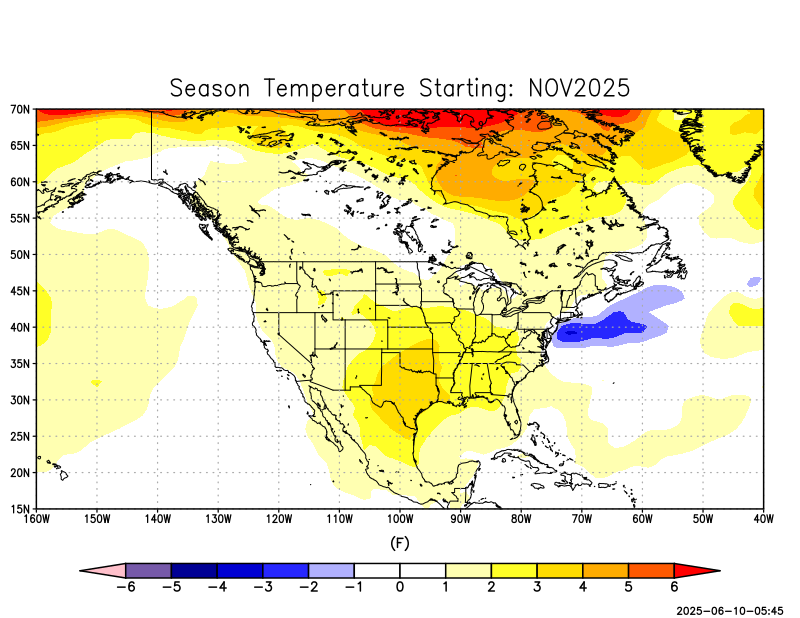 Season Temperature Starting: NOV2025
70N
65N
60N
55N
50N
45N
40N
35N
30N
25N
20N
15N
160W 150W 140W 130W 120W 110W 100W 90W 80W 70W 60W 50W 40W
(F)
−6 −5 −4 −3 −2 −1 0 1 2 3 4 5 6
2025-06-10-05:45